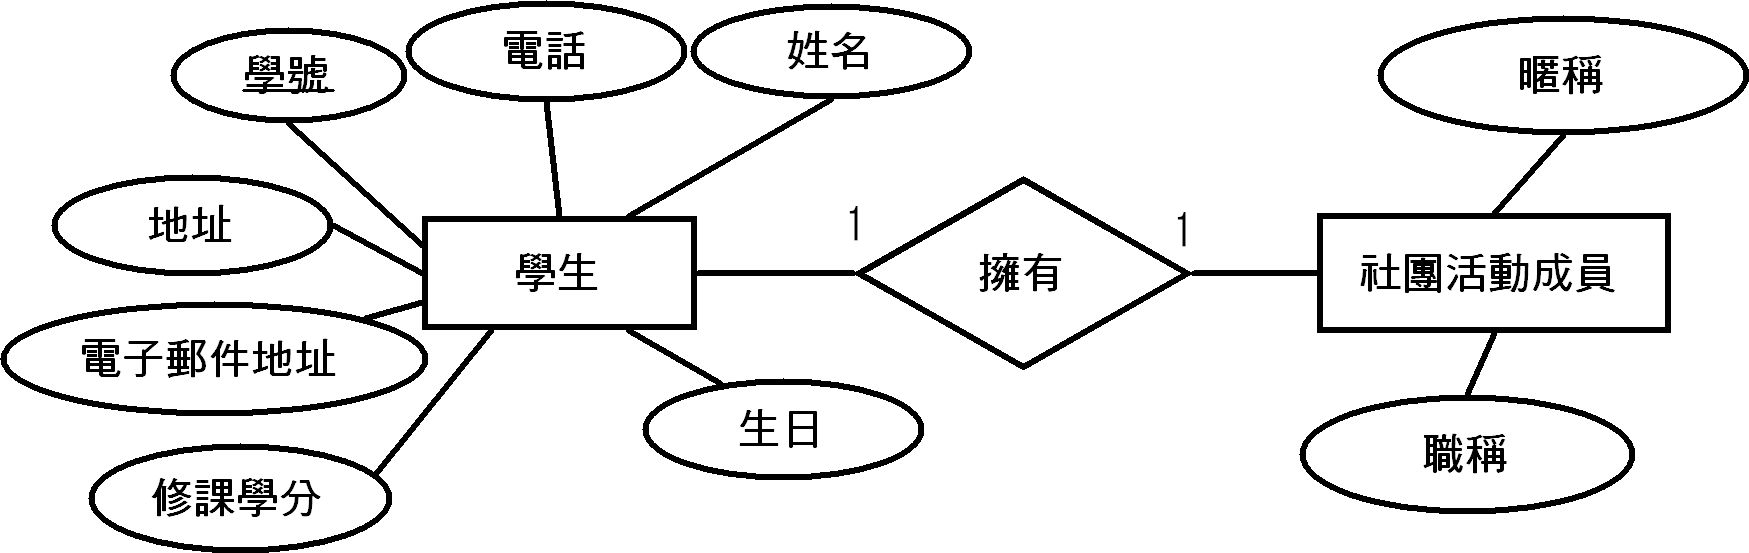 學號
電話
姓名
暱稱
地址
1
1
學生
擁有
社團活動成員
電子郵件地址
生日
職稱
修課學分